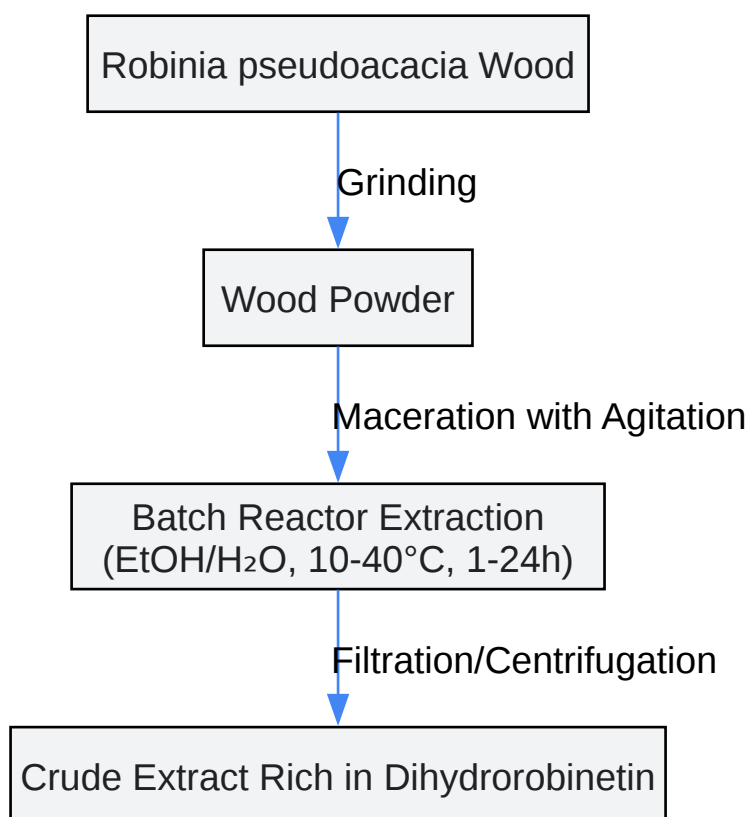 Robinia pseudoacacia Wood
Grinding
Wood Powder
Maceration with Agitation
Batch Reactor Extraction
(EtOH/H₂O, 10-40°C, 1-24h)
Filtration/Centrifugation
Crude Extract Rich in Dihydrorobinetin